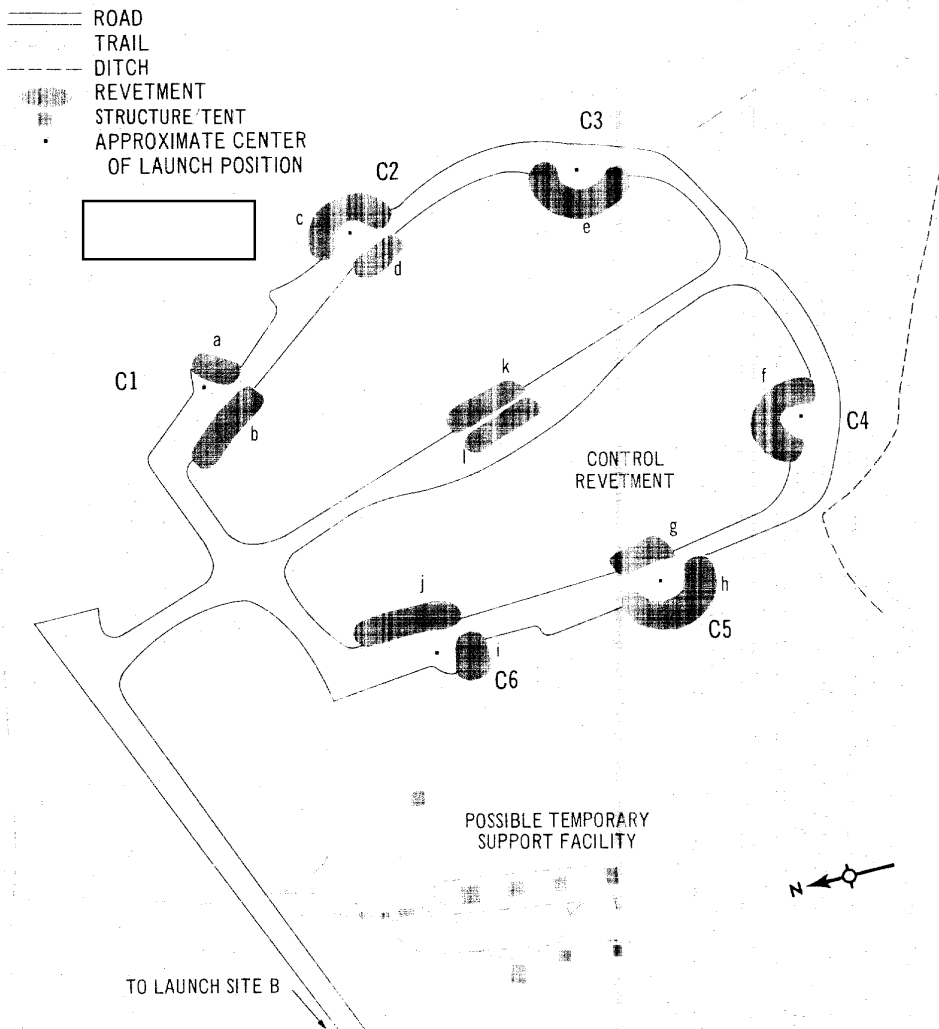 ROAD
TRAIL
DITCH
REVETMENT
STRUCTURE/TENT
APPROXIMATE CENTER
OF LAUNCH POSITION
C3
C2
c
e
d
a
C1
k
f
b
C4
l
CONTROL
REVETMENT
g
j
h
C5
i
C6
POSSIBLE TEMPORARY
SUPPORT FACILITY
N
TO LAUNCH SITE B